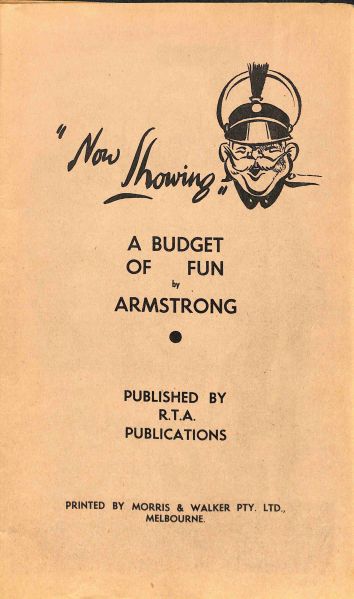 "Now Showing"
A BUDGET
OF FUN
by
ARMSTRONG
PUBLISHED BY
R.T.A.
PUBLICATIONS
PRINTED BY MORRIS & WALKER PTY. LTD.,
MELBOURNE.